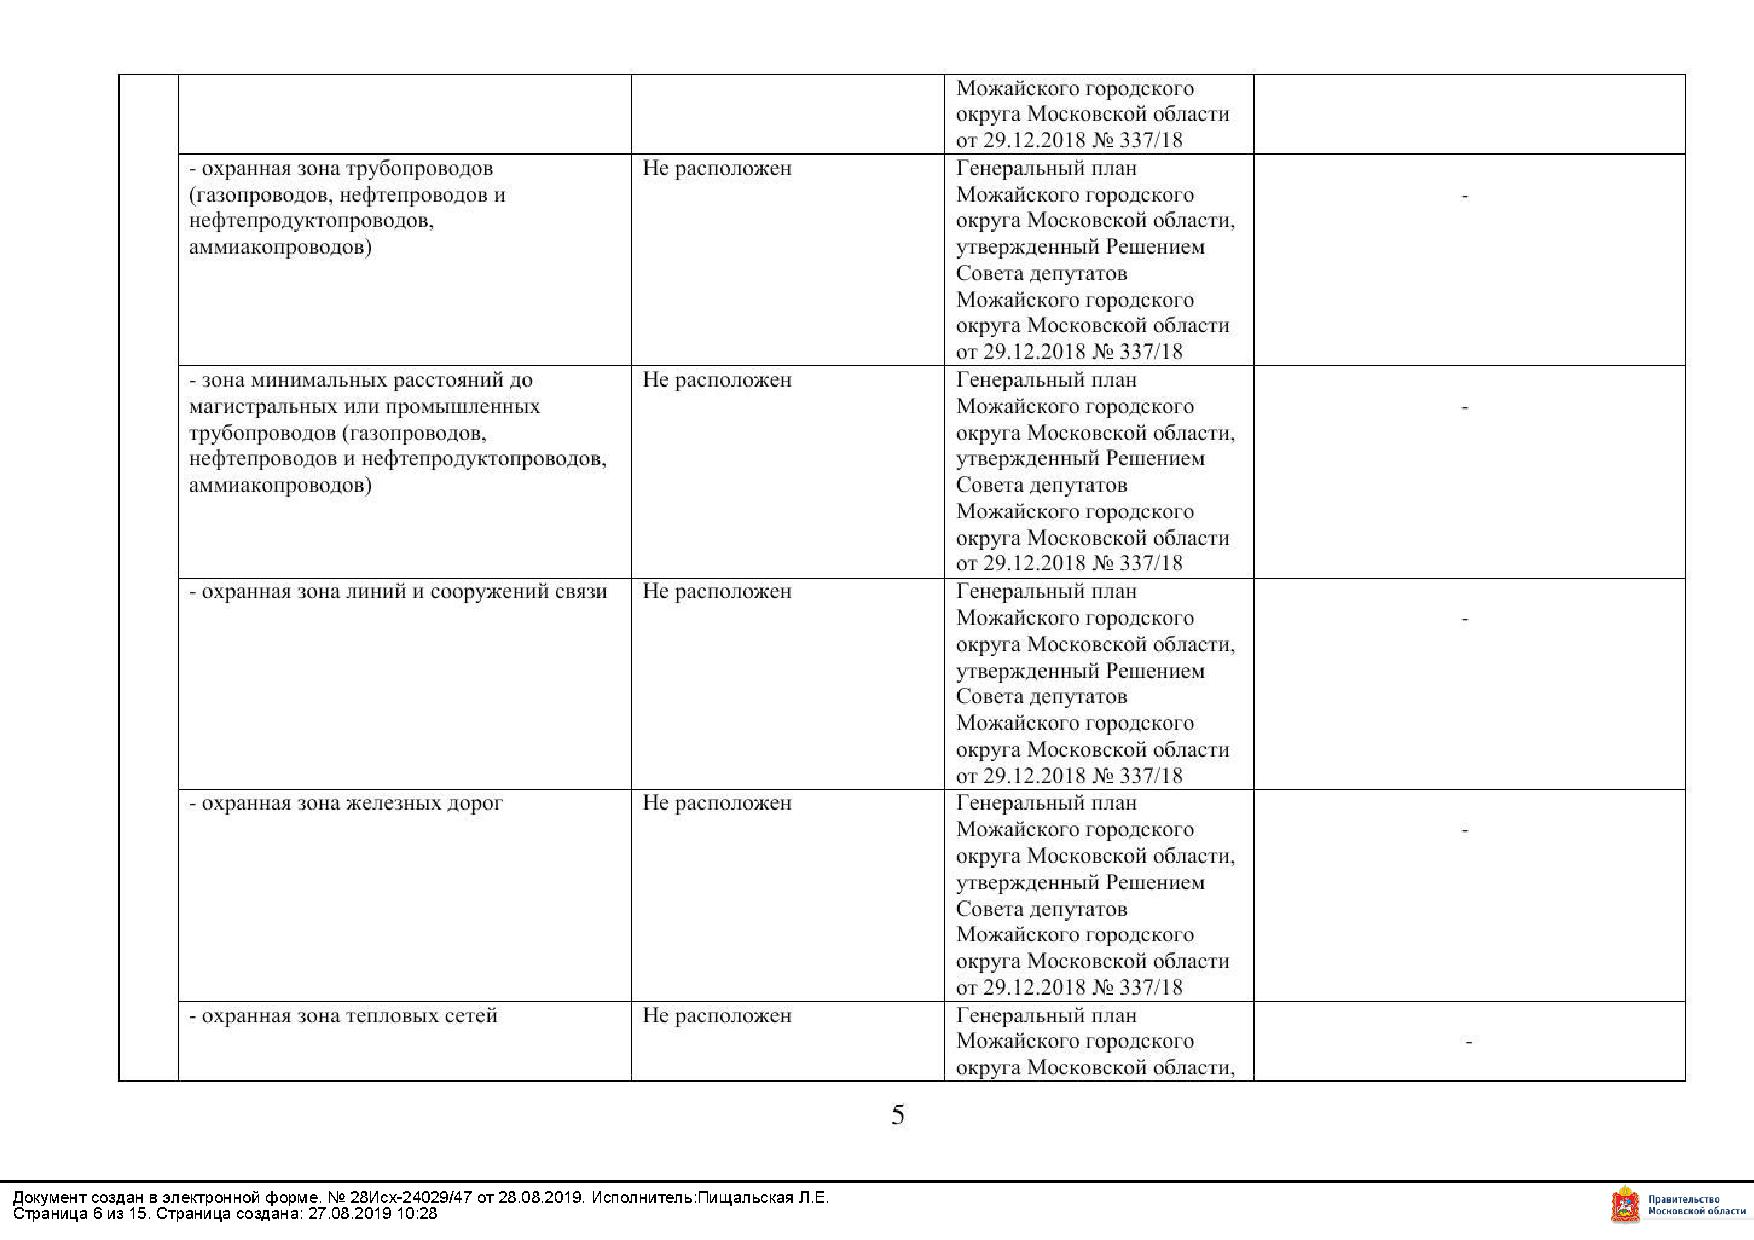 Можайского городского
округа Московской области
от 29.12.2018 № 337/18
- охранная зона трубопроводов
(газопроводов, нефтепроводов и
нефтепродуктопроводов,
аммиакопроводов)
Не расположен
Генеральный план
Можайского городского
округа Московской области,
утвержденный Решением
Совета депутатов
Можайского городского
округа Московской области
от 29.12.2018 № 337/18
-
- зона минимальных расстояний до
магистральных или промышленных
трубопроводов (газопроводов,
нефтепроводов и нефтепродуктопроводов,
аммиакопроводов)
Не расположен
Генеральный план
Можайского городского
округа Московской области,
утвержденный Решением
Совета депутатов
Можайского городского
округа Московской области
от 29.12.2018 № 337/18
-
- охранная зона линий и сооружений связи
Не расположен
Генеральный план
Можайского городского
округа Московской области,
утвержденный Решением
Совета депутатов
Можайского городского
округа Московской области
от 29.12.2018 № 337/18
-
- охранная зона железных дорог
Не расположен
Генеральный план
Можайского городского
округа Московской области,
утвержденный Решением
Совета депутатов
Можайского городского
округа Московской области
от 29.12.2018 № 337/18
-
- охранная зона тепловых сетей
Не расположен
Генеральный план
Можайского городского
округа Московской области,
-
5
Документ создан в электронной форме. № 28Исх-24029/47 от 28.08.2019. Исполнитель:Пищальская Л.Е.
Страница 6 из 15. Страница создана: 27.08.2019 10:28
Правительство
Московской области